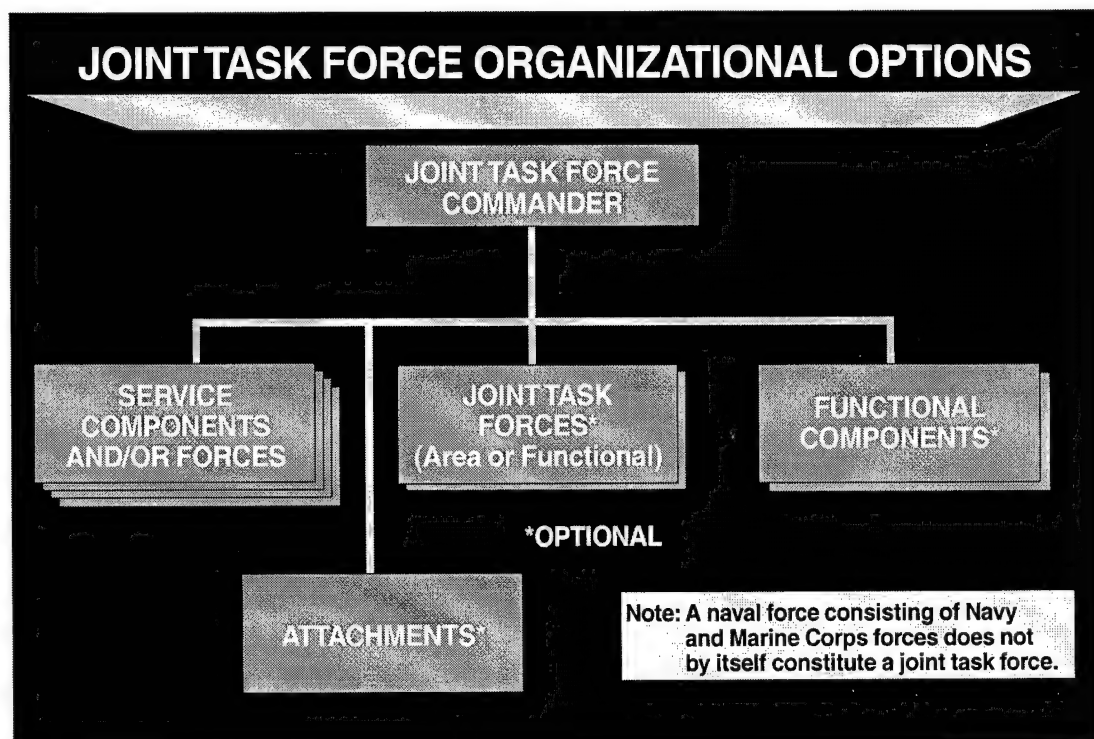 JOINT TASK FORCE ORGANIZATIONAL OPTIONS
JOINT TASK FORCE
COMMANDER
SERVICE
COMPONENTS
AND/OR FORCES
JOINT TASK
FORCES*
(Area or Functional)
FUNCTIONAL
COMPONENTS*
*OPTIONAL
ATTACHMENTS*
Note: A naval force consisting of Navy
and Marine Corps forces does not
by itself constitute a joint task force.